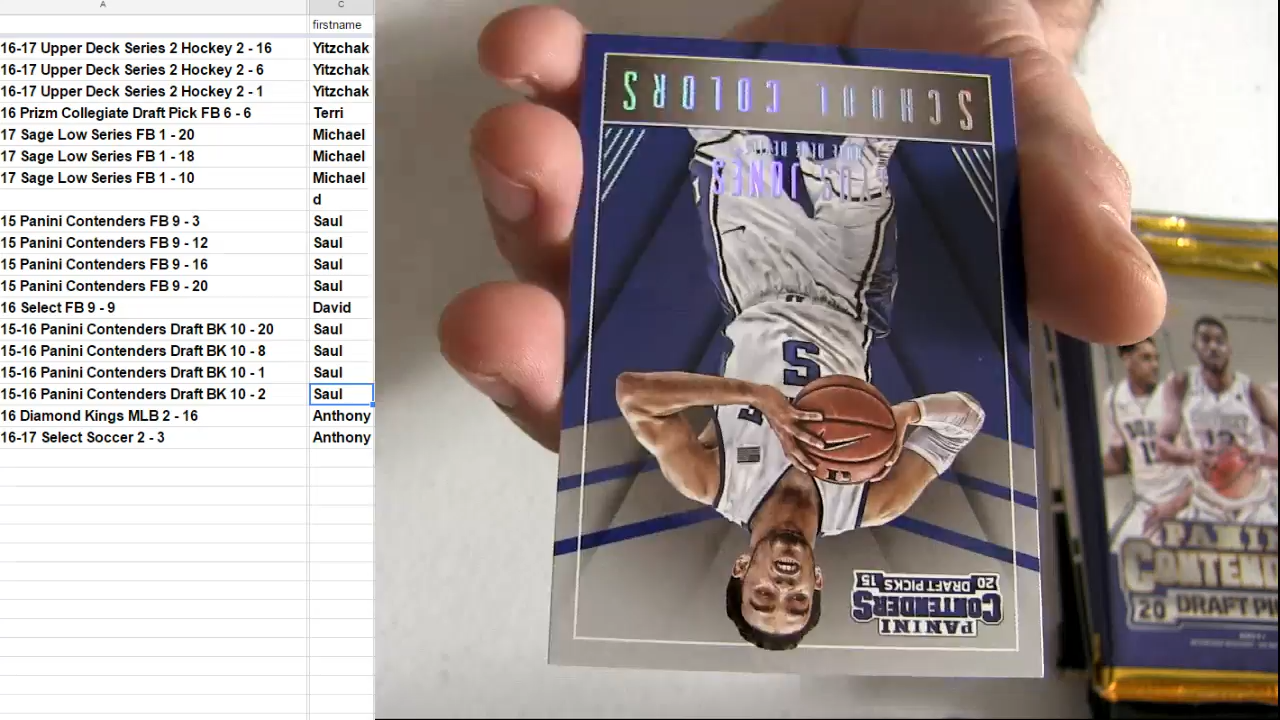 A
C
firstname
16-17 Upper Deck Series 2 Hockey 2 - 16 Yitzchak
16-17 Upper Deck Series 2 Hockey 2 - 6 Yitzchak
16-17 Upper Deck Series 2 Hockey 2 - 1 Yitzchak
16 Prizm Collegiate Draft Pick FB 6 - 6 Terri
17 Sage Low Series FB 1 - 20 Michael
17 Sage Low Series FB 1 - 18 Michael
17 Sage Low Series FB 1 - 10 Michael
d
15 Panini Contenders FB 9 - 3 Saul
15 Panini Contenders FB 9 - 12 Saul
15 Panini Contenders FB 9 - 16 Saul
15 Panini Contenders FB 9 - 20 Saul
16 Select FB 9 - 9 David
15-16 Panini Contenders Draft BK 10 - 20 Saul
15-16 Panini Contenders Draft BK 10 - 8 Saul
15-16 Panini Contenders Draft BK 10 - 1 Saul
15-16 Panini Contenders Draft BK 10 - 2 Saul
16 Diamond Kings MLB 2 - 16 Anthony
16-17 Select Soccer 2 - 3 Anthony
PANINI
CONTENDERS
20 DRAFT PICKS 15
JONES
SCHOOL COLORS
PANINI
CONTEND
20 DRAFT PI